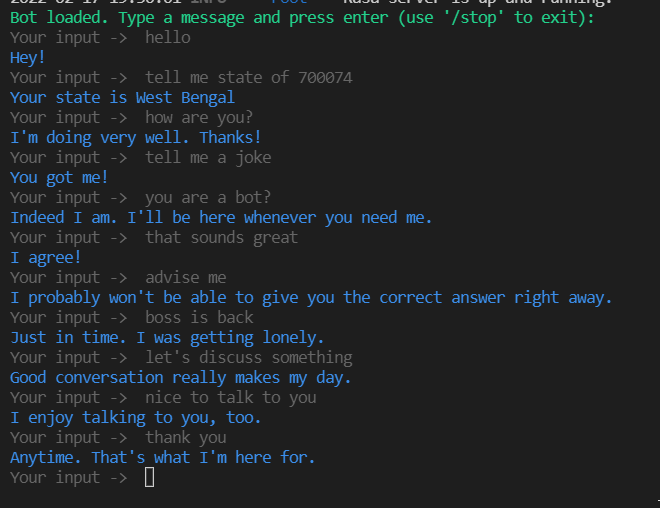 Bot loaded. Type a message and press enter (use '/stop' to exit):
Your input -> hello
Hey!
Your input -> tell me state of 700074
Your state is West Bengal
Your input -> how are you?
I'm doing very well. Thanks!
Your input -> tell me a joke
You got me!
Your input -> you are a bot?
Indeed I am. I'll be here whenever you need me.
Your input -> that sounds great
I agree!
Your input -> advise me
I probably won't be able to give you the correct answer right away.
Your input -> boss is back
Just in time. I was getting lonely.
Your input -> let's discuss something
Good conversation really makes my day.
Your input -> nice to talk to you
I enjoy talking to you, too.
Your input -> thank you
Anytime. That's what I'm here for.
Your input ->